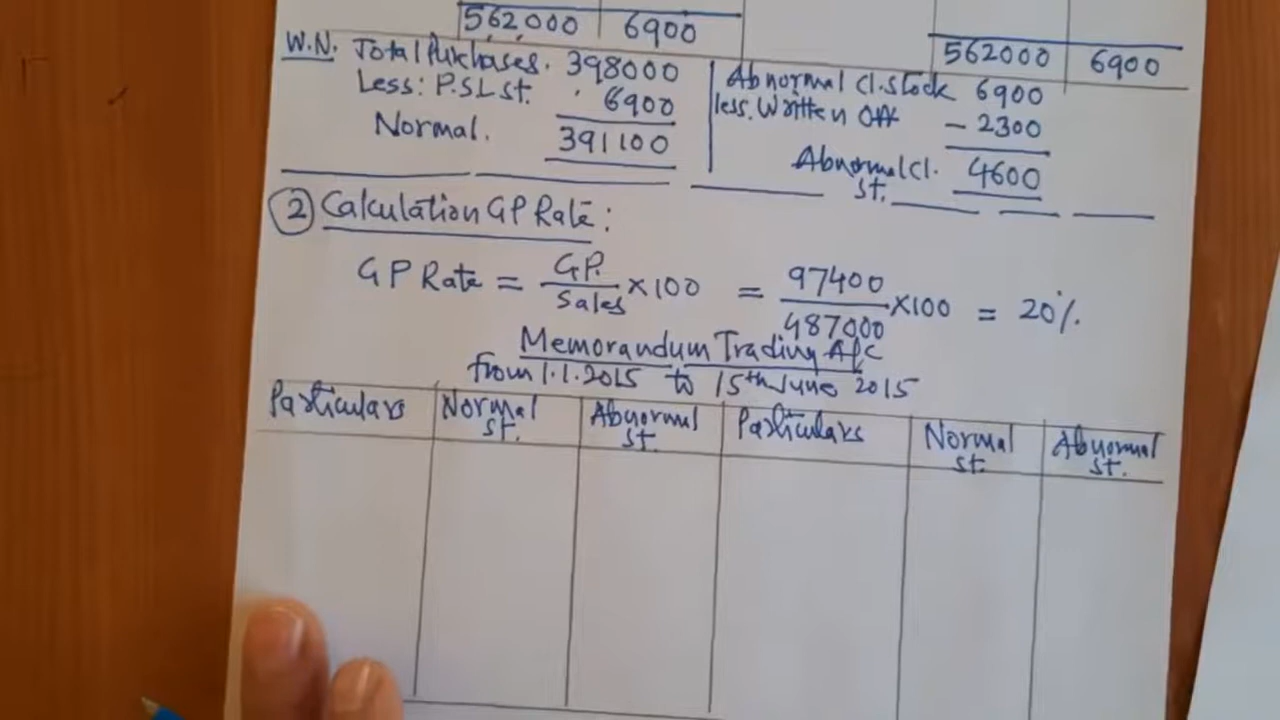 562000 6900
562000 6900
W.N. Total Purchases. 398000
Less: P.S.L st. 6900
Normal. 391100
Abnormal Cl. Stock 6900
less. Written Off - 2300
Abnormal Cl. st. 4600
② Calculation GP Rate:
GP Rate = GP. / Sales ×100 = 97400 / 487000 ×100 = 20%.
Memorandum Trading A/C
from 1.1.2015 to 15th June 2015
Particulars Normal st. Abnormal st. Particulars Normal st. Abnormal st.